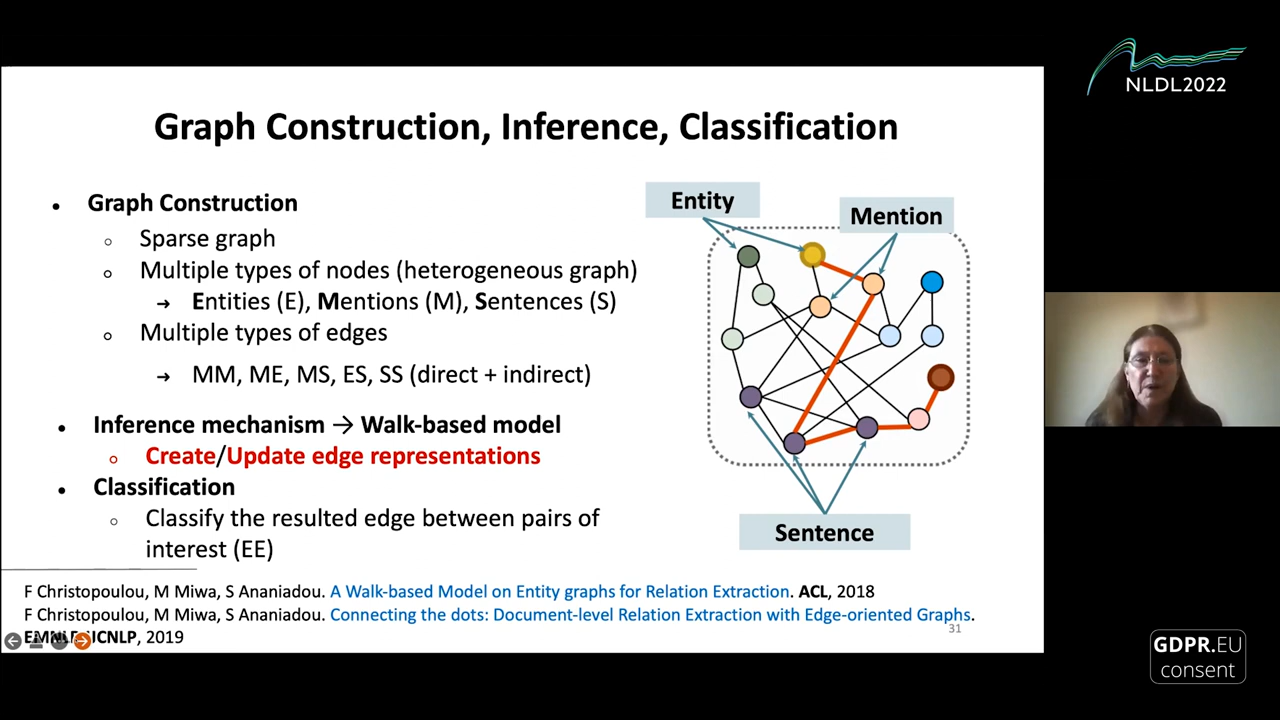 NLDL2022
Graph Construction, Inference, Classification
• Graph Construction
○ Sparse graph
○ Multiple types of nodes (heterogeneous graph)
→ Entities (E), Mentions (M), Sentences (S)
○ Multiple types of edges
→ MM, ME, MS, ES, SS (direct + indirect)
• Inference mechanism → Walk-based model
○ Create/Update edge representations
• Classification
○ Classify the resulted edge between pairs of
interest (EE)
Entity
Mention
Sentence
F Christopoulou, M Miwa, S Ananiadou. A Walk-based Model on Entity graphs for Relation Extraction. ACL, 2018
F Christopoulou, M Miwa, S Ananiadou. Connecting the dots: Document-level Relation Extraction with Edge-oriented Graphs.
2019
31
GDPR.EU
consent